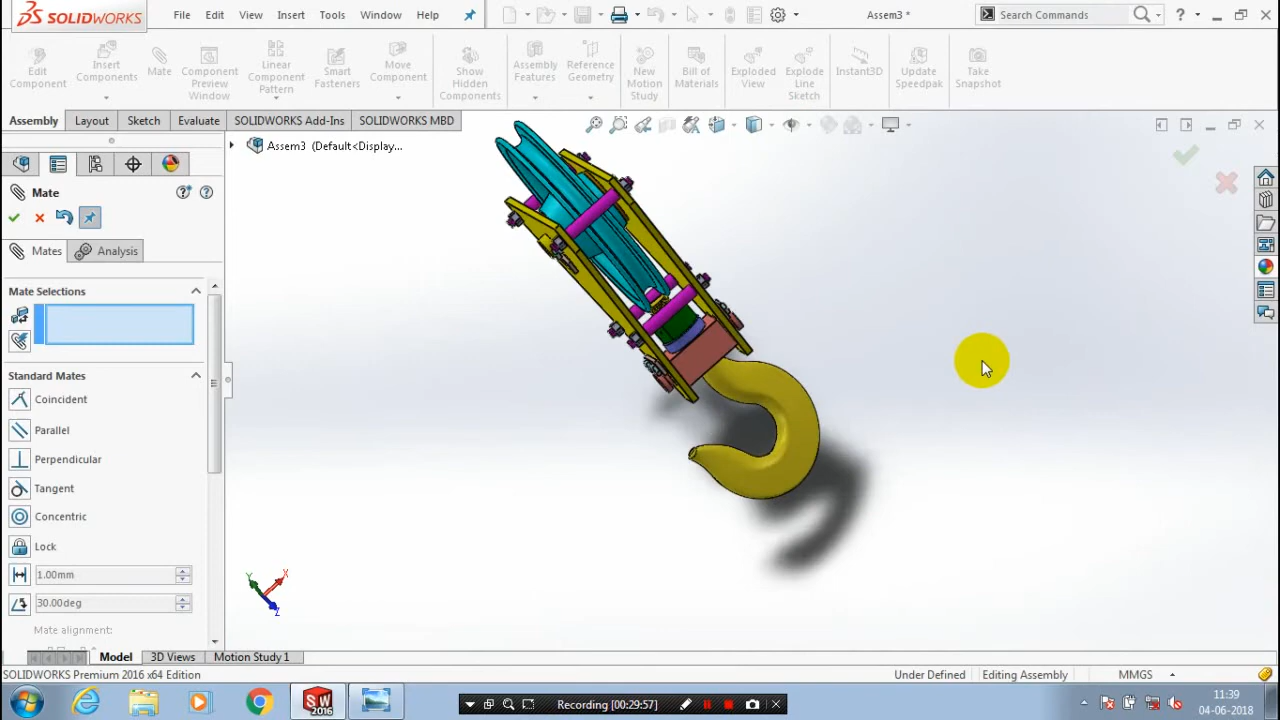 SOLIDWORKS
File Edit View Insert Tools Window Help
Assem3 *
Search Commands
Edit Component
Insert Components
Mate
Component Preview Window
Linear Component Pattern
Smart Fasteners
Move Component
Show Hidden Components
Assembly Features
Reference Geometry
New Motion Study
Bill of Materials
Exploded View
Explode Line Sketch
Instant3D
Update Speedpak
Take Snapshot
Assembly Layout Sketch Evaluate SOLIDWORKS Add-Ins SOLIDWORKS MBD
Assem3 (Default<Display...
Mate
Mates Analysis
Mate Selections
Standard Mates
Coincident
Parallel
Perpendicular
Tangent
Concentric
Lock
1.00mm
30.00deg
Mate alignment:
Y X Z
Model 3D Views Motion Study 1
SOLIDWORKS Premium 2016 x64 Edition
Under Defined Editing Assembly MMGS
SW 2016
Recording [00:29:57]
11:39
04-06-2018